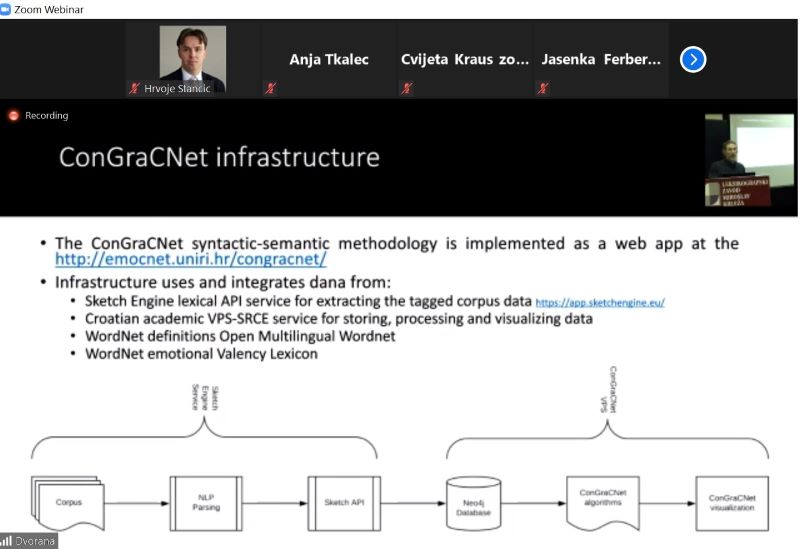 Zoom Webinar
Hrvoje Stancic
Anja Tkalec
Cvijeta Kraus zo...
Jasenka Ferber...
Recording
ConGraCNet infrastructure
LEKSIKOGRAFSKI
ZAVOD
MIROSLAV
KRLEŽA
• The ConGraCNet syntactic-semantic methodology is implemented as a web app at the
http://emocnet.uniri.hr/congracnet/
• Infrastructure uses and integrates dana from:
• Sketch Engine lexical API service for extracting the tagged corpus data https://app.sketchengine.eu/
• Croatian academic VPS-SRCE service for storing, processing and visualizing data
• WordNet definitions Open Multilingual Wordnet
• WordNet emotional Valency Lexicon
Sketch
Engine
Service
ConGraCNet
VPS
Corpus
NLP
Parsing
Sketch API
Neo4j
Database
ConGraCNet
algorithms
ConGraCNet
visualization
Dvorana